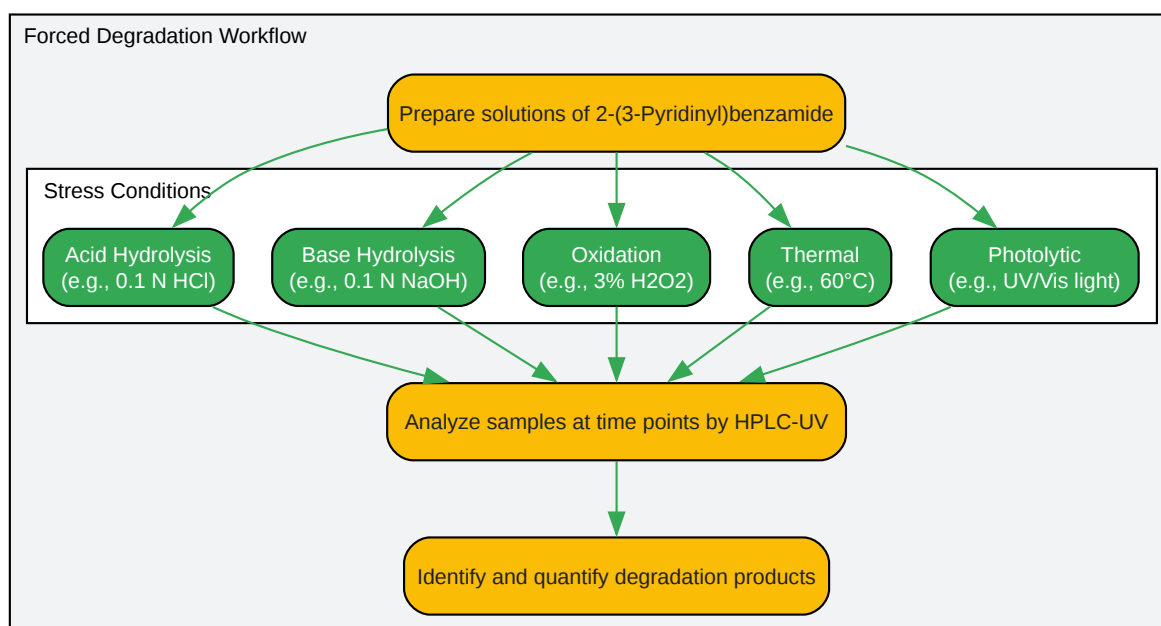 Forced Degradation Workflow
Prepare solutions of 2-(3-Pyridinyl)benzamide
Stress Conditions
Acid Hydrolysis
(e.g., 0.1 N HCl)
Base Hydrolysis
(e.g., 0.1 N NaOH)
Oxidation
(e.g., 3% H2O2)
Thermal
(e.g., 60°C)
Photolytic
(e.g., UV/Vis light)
Analyze samples at time points by HPLC-UV
Identify and quantify degradation products